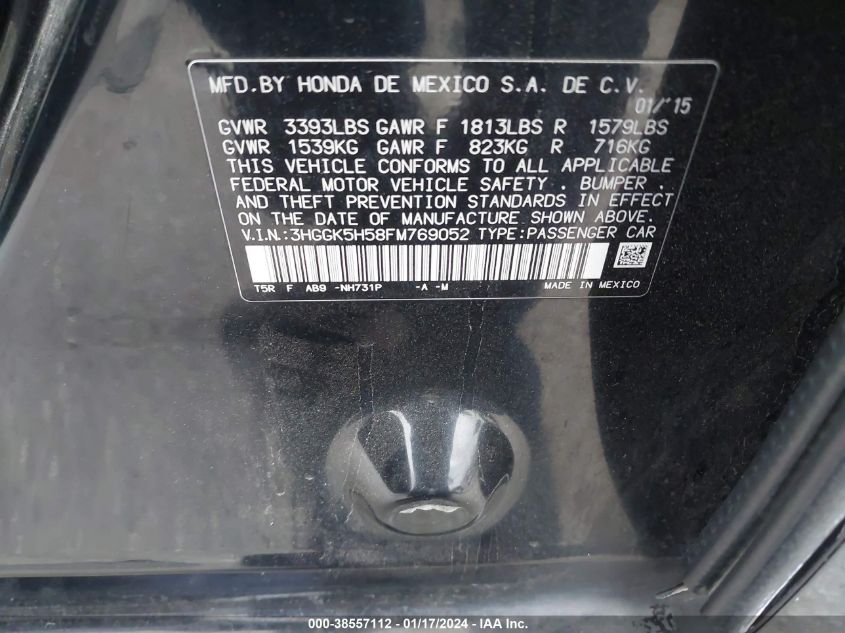 MFD.BY HONDA DE MEXICO S.A. DE C.V.
01/'15
GVWR 3393LBS GAWR F 1813LBS R 1579LBS
GVWR 1539KG GAWR F 823KG R 716KG
THIS VEHICLE CONFORMS TO ALL APPLICABLE
FEDERAL MOTOR VEHICLE SAFETY . BUMPER .
AND THEFT PREVENTION STANDARDS IN EFFECT
ON THE DATE OF MANUFACTURE SHOWN ABOVE.
V.I.N.:3HGGK5H58FM769052 TYPE:PASSENGER CAR
T5R F AB9 -NH731P -A -M MADE IN MEXICO
000-38557112 - 01/17/2024 - IAA Inc.